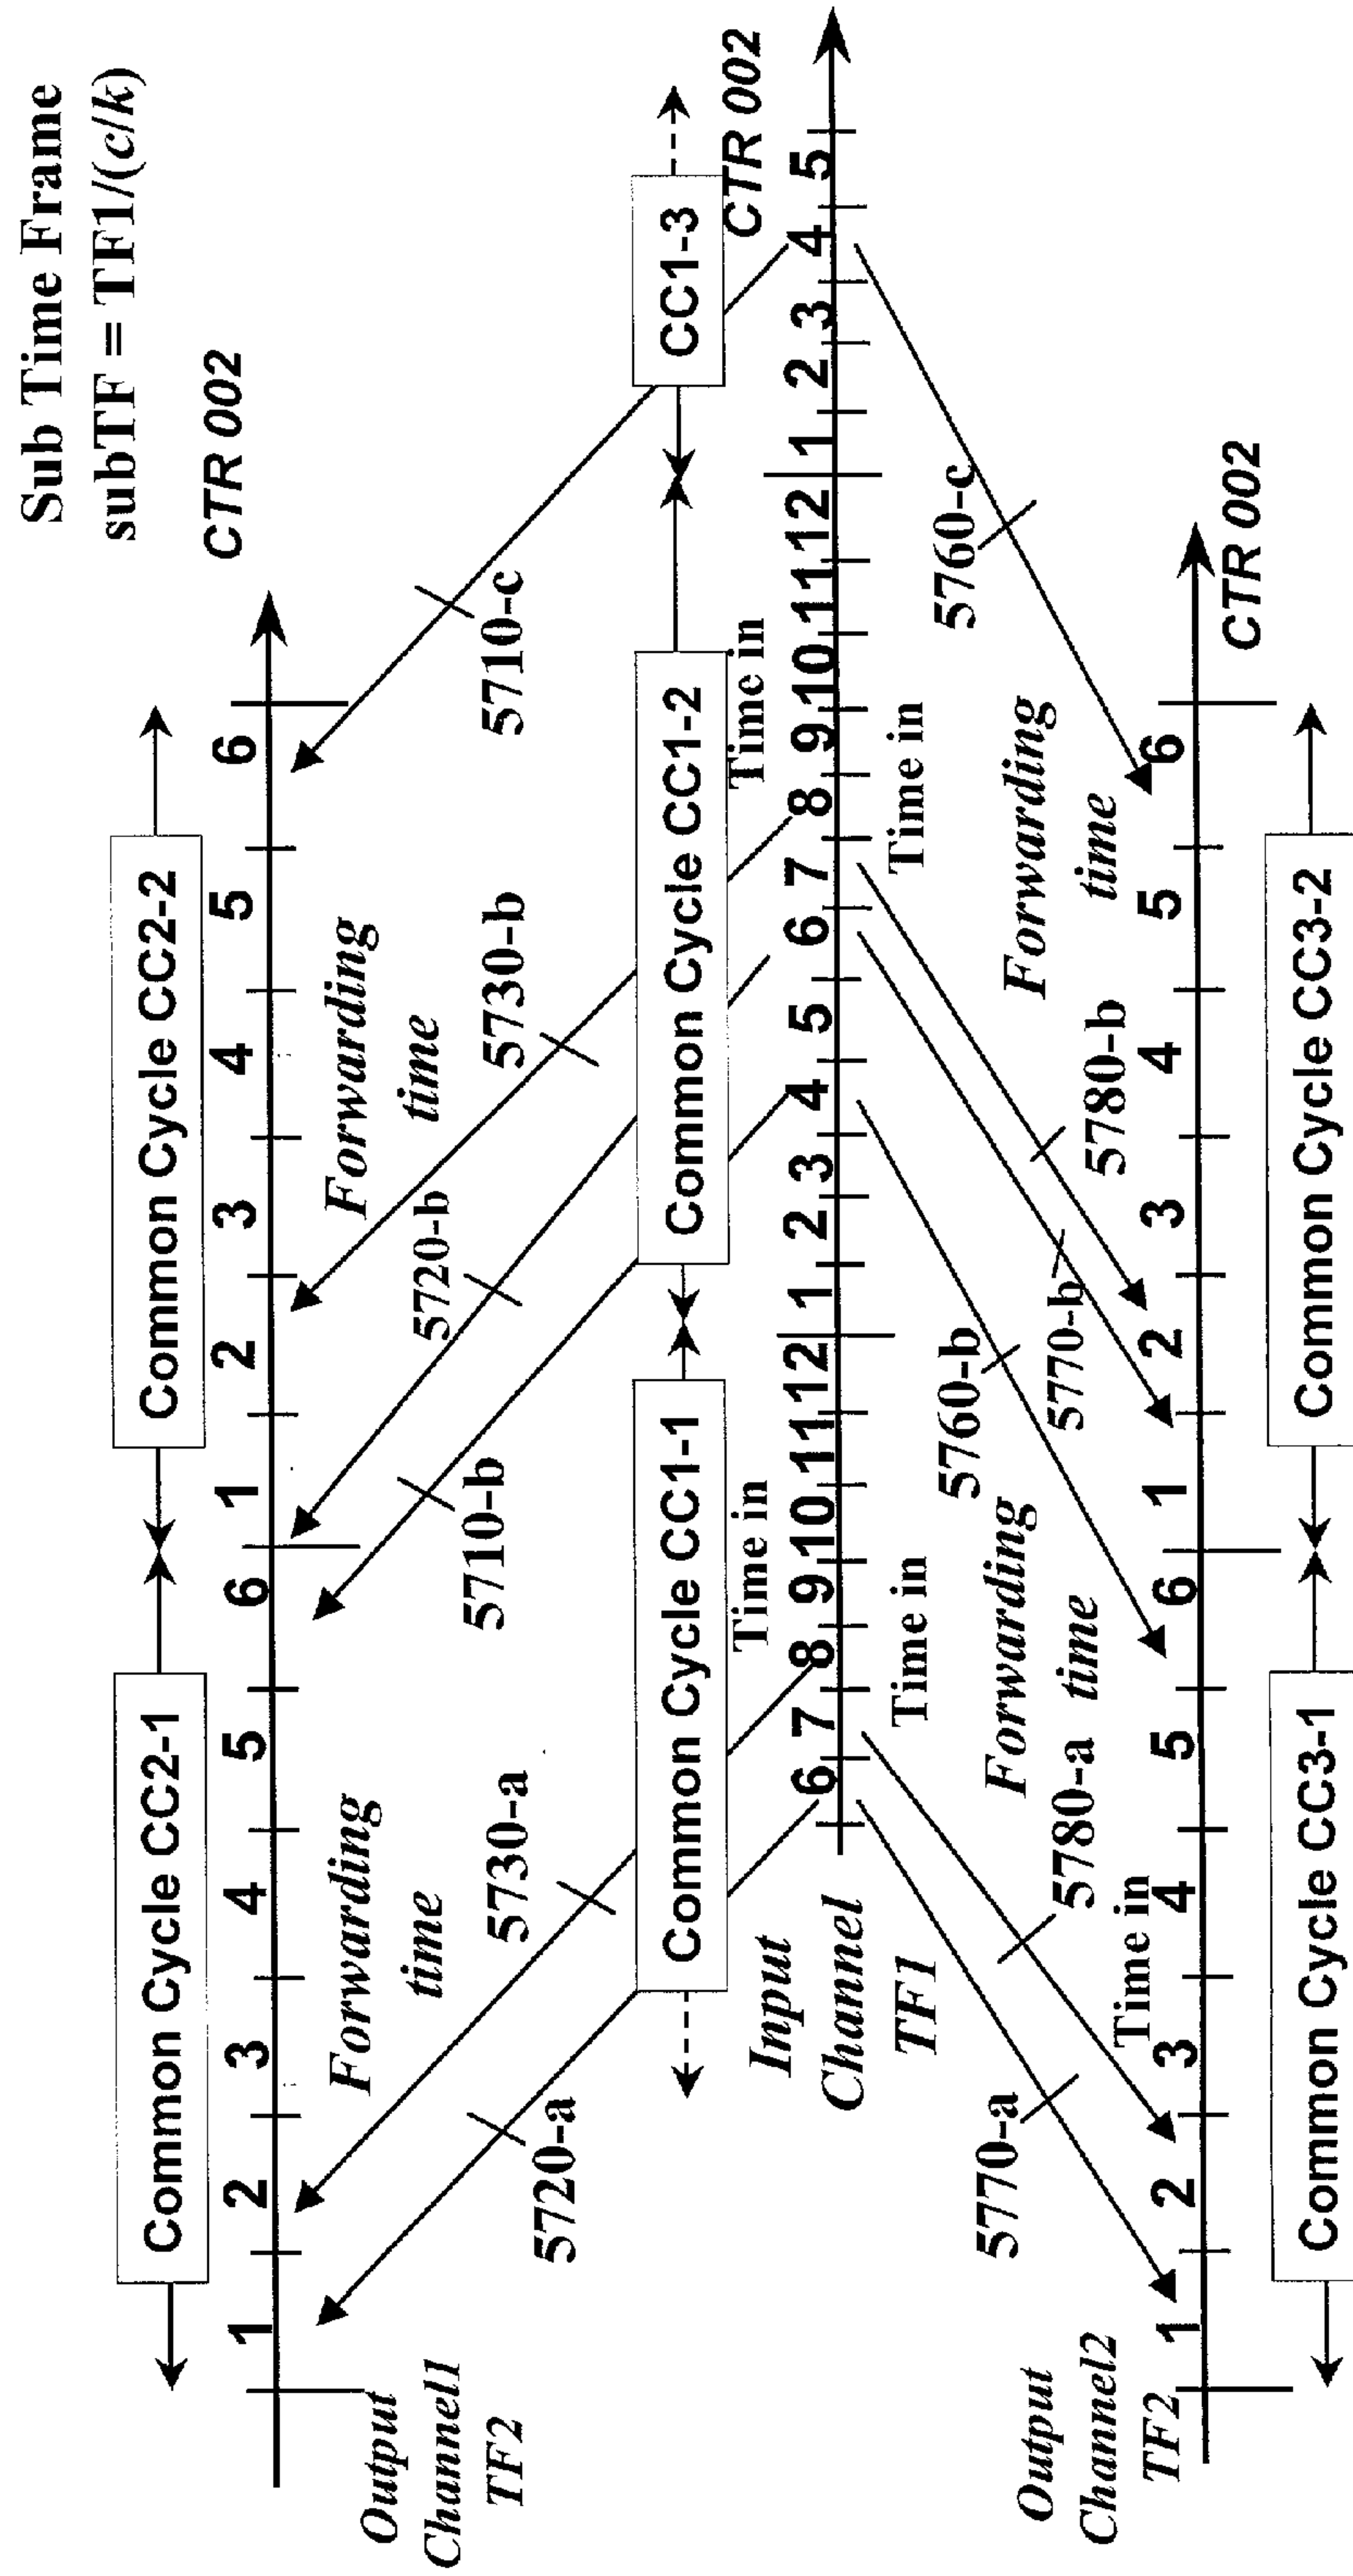 Sub Time Frame
subTF = TF1/(c/k)
Common Cycle CC2-1
Common Cycle CC2-2
CTR 002
1 2 3 4 5 6 1 2 3 4 5 6
Output
Channel1
TF2
Forwarding
time
Forwarding
time
5720-a
5730-a
5710-b
5720-b
5730-b
5710-c
Common Cycle CC1-1
Common Cycle CC1-2
CC1-3
CTR 002
Time in
Time in
Input
Channel
TF1
6 7 8 9 10 11 12 1 2 3 4 5 6 7 8 9 10 11 12 1 2 3 4 5
Time in
Time in
5770-a
5780-a
5760-b
5770-b
5780-b
5760-c
Forwarding
time
Forwarding
time
Time in
Output
Channel2
TF2
1 2 3 4 5 6 1 2 3 4 5 6
CTR 002
Common Cycle CC3-1
Common Cycle CC3-2